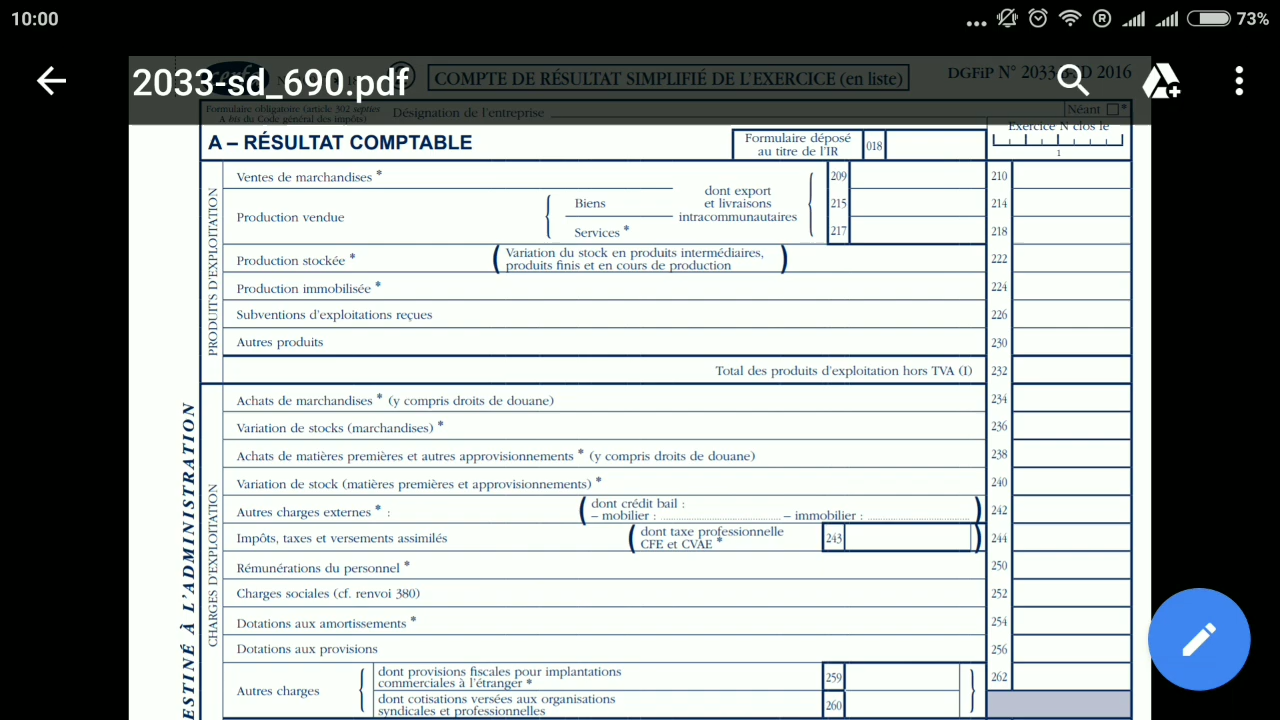 10:00
73%
2033-sd_690.pdf
COMPTE DE RÉSULTAT SIMPLIFIÉ DE L'EXERCICE (en liste)
DGFiP N° 2033 SD 2016
Formulaire obligatoire (article 302 septies
A bis du Code général des impôts)
Désignation de l'entreprise
Néant *
A – RÉSULTAT COMPTABLE
Formulaire déposé
au titre de l'IR
018
Exercice N clos le
1
PRODUITS D'EXPLOITATION
Ventes de marchandises *
dont export
et livraisons
intracommunautaires
209
210
Production vendue
Biens
215
214
Services *
217
218
Production stockée *
(Variation du stock en produits intermédiaires,
produits finis et en cours de production)
222
Production immobilisée *
224
Subventions d'exploitations reçues
226
Autres produits
230
Total des produits d'exploitation hors TVA (I)
232
ESTINÉ À L'ADMINISTRATION
CHARGES D'EXPLOITATION
Achats de marchandises * (y compris droits de douane)
234
Variation de stocks (marchandises) *
236
Achats de matières premières et autres approvisionnements * (y compris droits de douane)
238
Variation de stock (matières premières et approvisionnements) *
240
Autres charges externes * :
(dont crédit bail :
– mobilier : ........................ – immobilier : ........................)
242
Impôts, taxes et versements assimilés
(dont taxe professionnelle
CFE et CVAE *
243
)
244
Rémunérations du personnel *
250
Charges sociales (cf. renvoi 380)
252
Dotations aux amortissements *
254
Dotations aux provisions
256
Autres charges
dont provisions fiscales pour implantations
commerciales à l'étranger *
259
262
dont cotisations versées aux organisations
syndicales et professionnelles
260